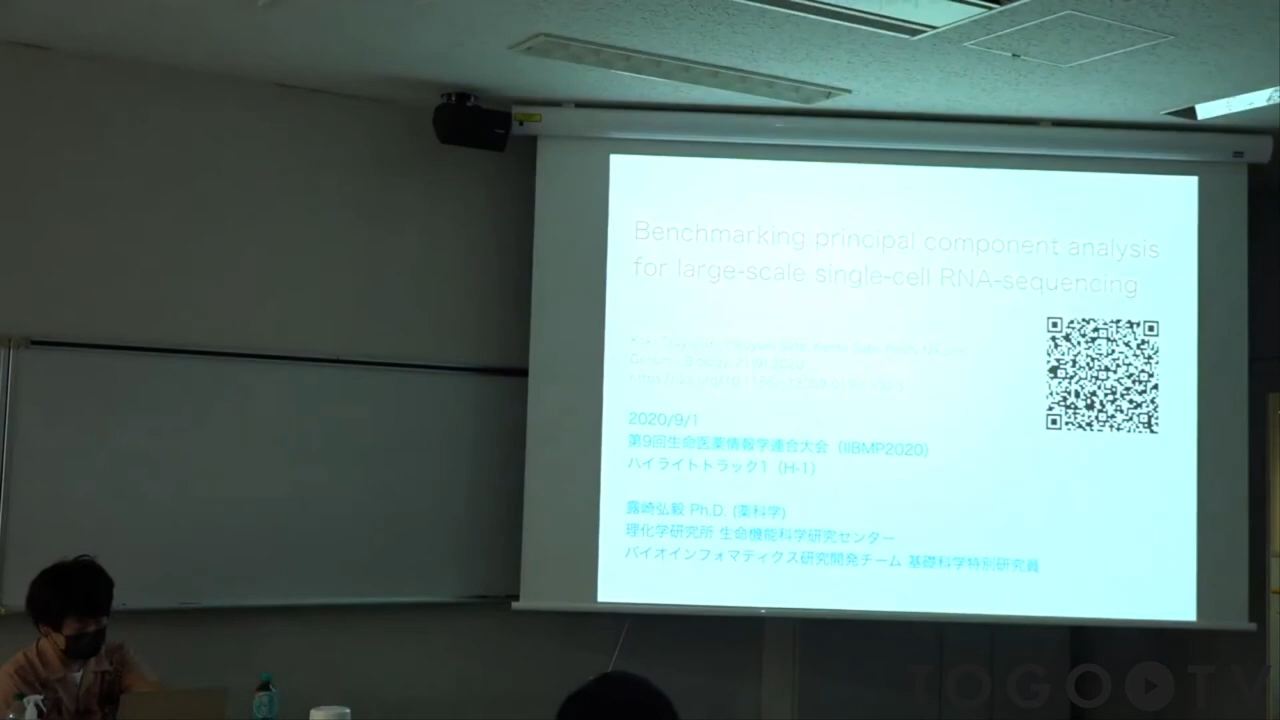 Benchmarking principal component analysis
for large-scale single-cell RNA-sequencing
2020/9/1
第9回生命医薬情報学連合大会（IIBMP2020）
ハイライトトラック1（H-1）
露崎弘毅 Ph.D. (薬科学)
理化学研究所 生命機能科学研究センター
バイオインフォマティクス研究開発チーム 基礎科学特別研究員
TOGO TV